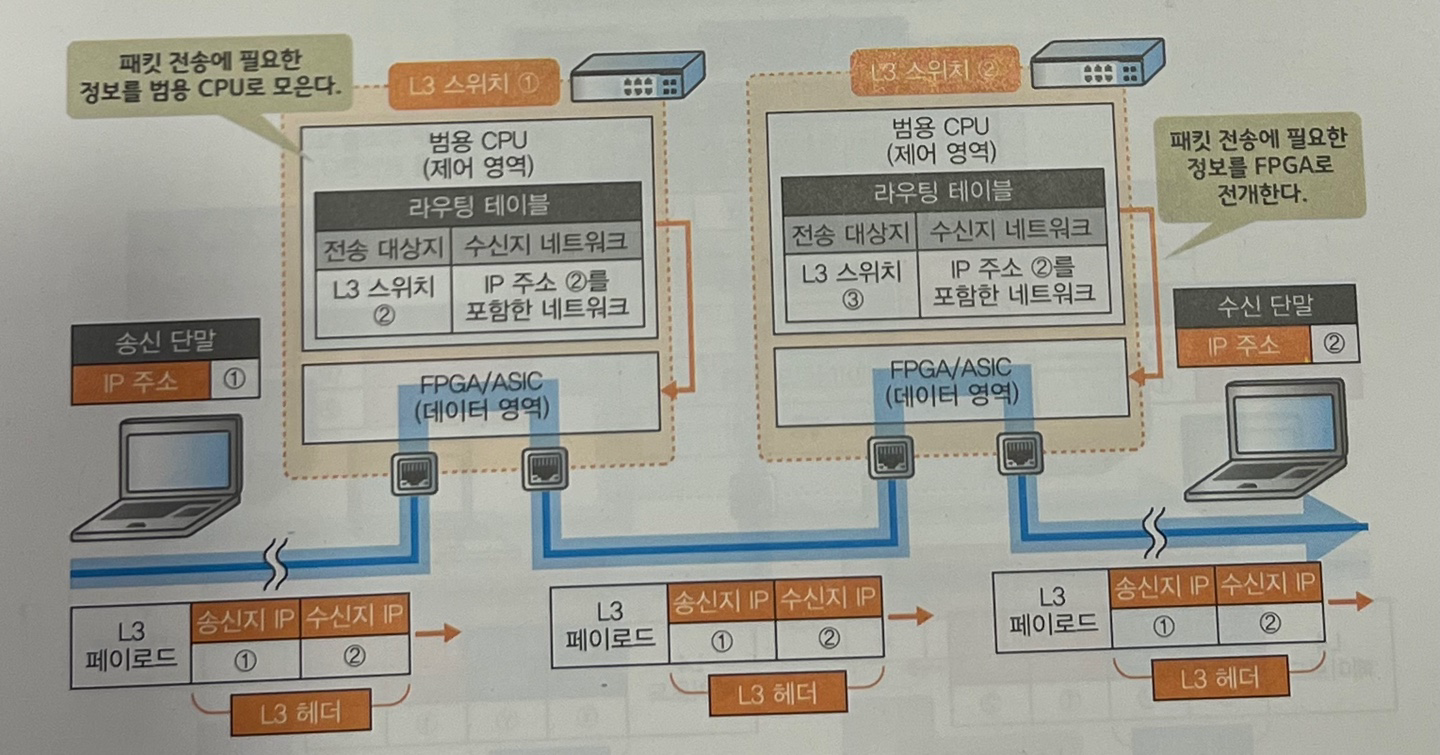 패킷 전송에 필요한
정보를 범용 CPU로 모은다.
L3 스위치 ①
범용 CPU
(제어 영역)
라우팅 테이블
전송 대상지 수신지 네트워크
L3 스위치
②
IP 주소 ②를
포함한 네트워크
FPGA/ASIC
(데이터 영역)
L3 스위치 ②
범용 CPU
(제어 영역)
라우팅 테이블
전송 대상지 수신지 네트워크
L3 스위치
③
IP 주소 ②를
포함한 네트워크
FPGA/ASIC
(데이터 영역)
패킷 전송에 필요한
정보를 FPGA로
전개한다.
송신 단말
IP 주소 ①
수신 단말
IP 주소 ②
L3
페이로드
송신지 IP 수신지 IP
① ②
L3 헤더
L3
페이로드
송신지 IP 수신지 IP
① ②
L3 헤더
L3
페이로드
송신지 IP 수신지 IP
① ②
L3 헤더